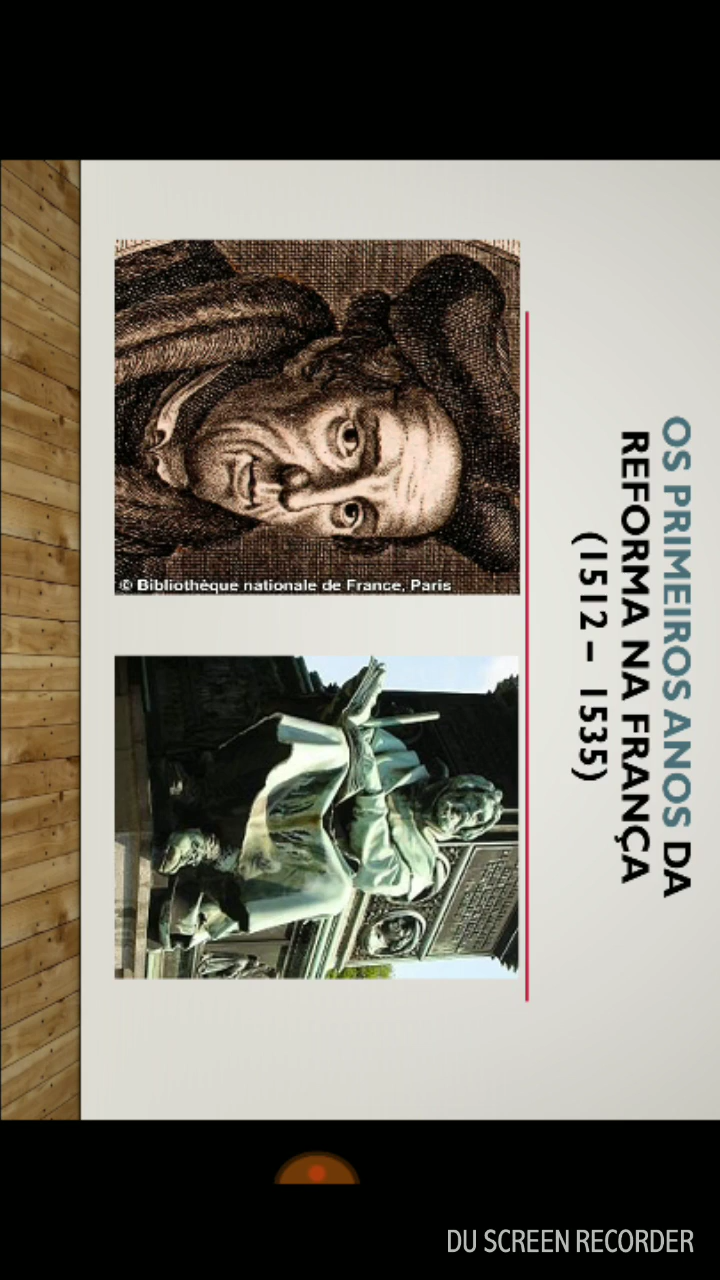 OS PRIMEIROS ANOS DA
REFORMA NA FRANÇA
(1512 – 1535)
© Bibliothèque nationale de France, Paris
DU SCREEN RECORDER